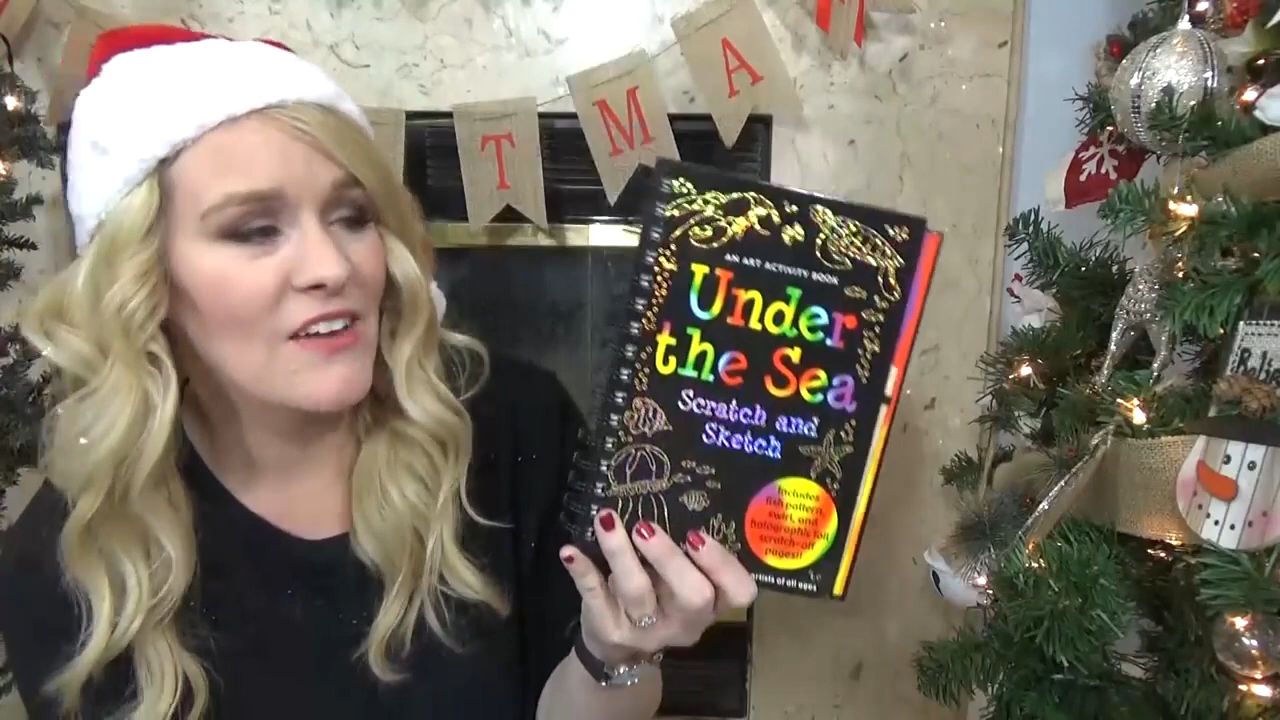 T M A
AN ART ACTIVITY BOOK
Under
the Sea
Scratch and
Sketch
Includes
fish pattern,
swirl, and
holographic foil
scratch-off
pages!!
artists of all ages
Believe